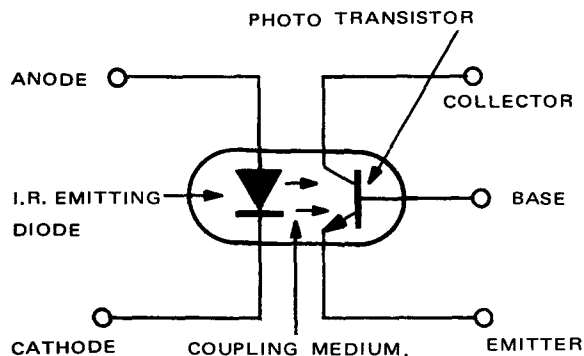 PHOTO TRANSISTOR
ANODE
COLLECTOR
I.R. EMITTING
DIODE
BASE
CATHODE
COUPLING MEDIUM.
EMITTER